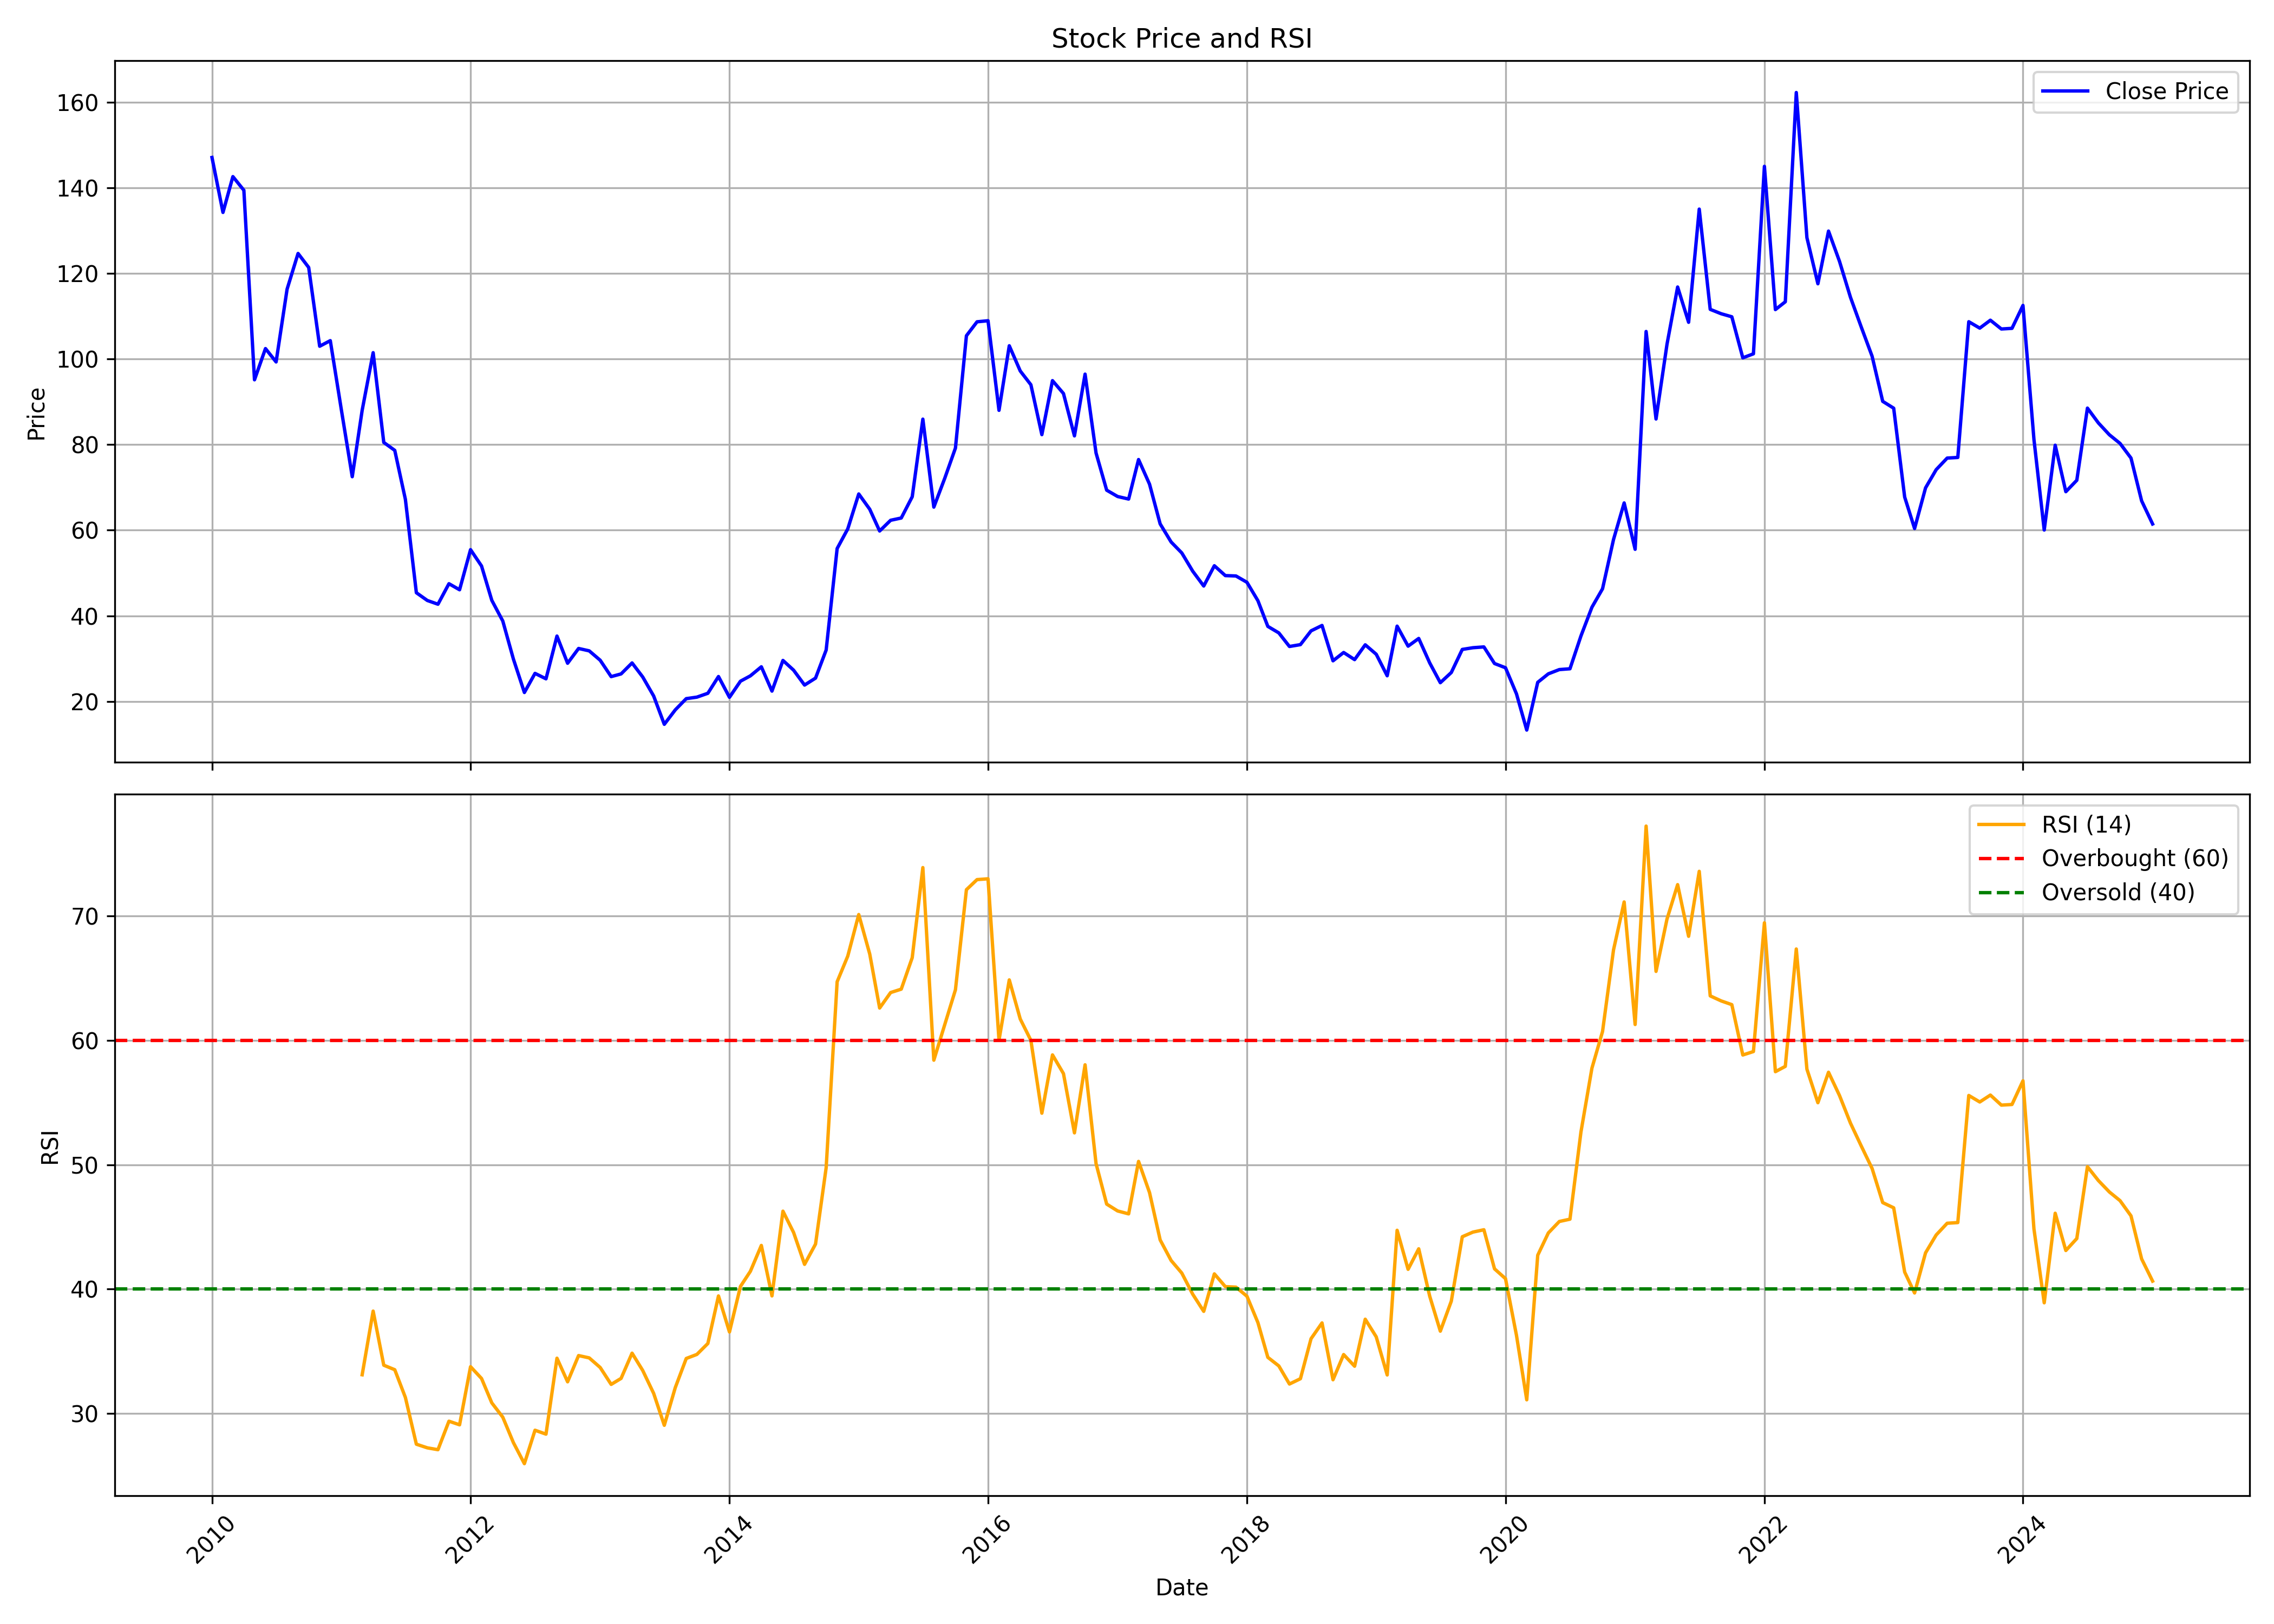 Stock Price and RSI
160
140
120
100
80
60
40
20
Price
Close Price
70
60
50
40
30
RSI
RSI (14)
Overbought (60)
Oversold (40)
2010
2012
2014
2016
2018
2020
2022
2024
Date